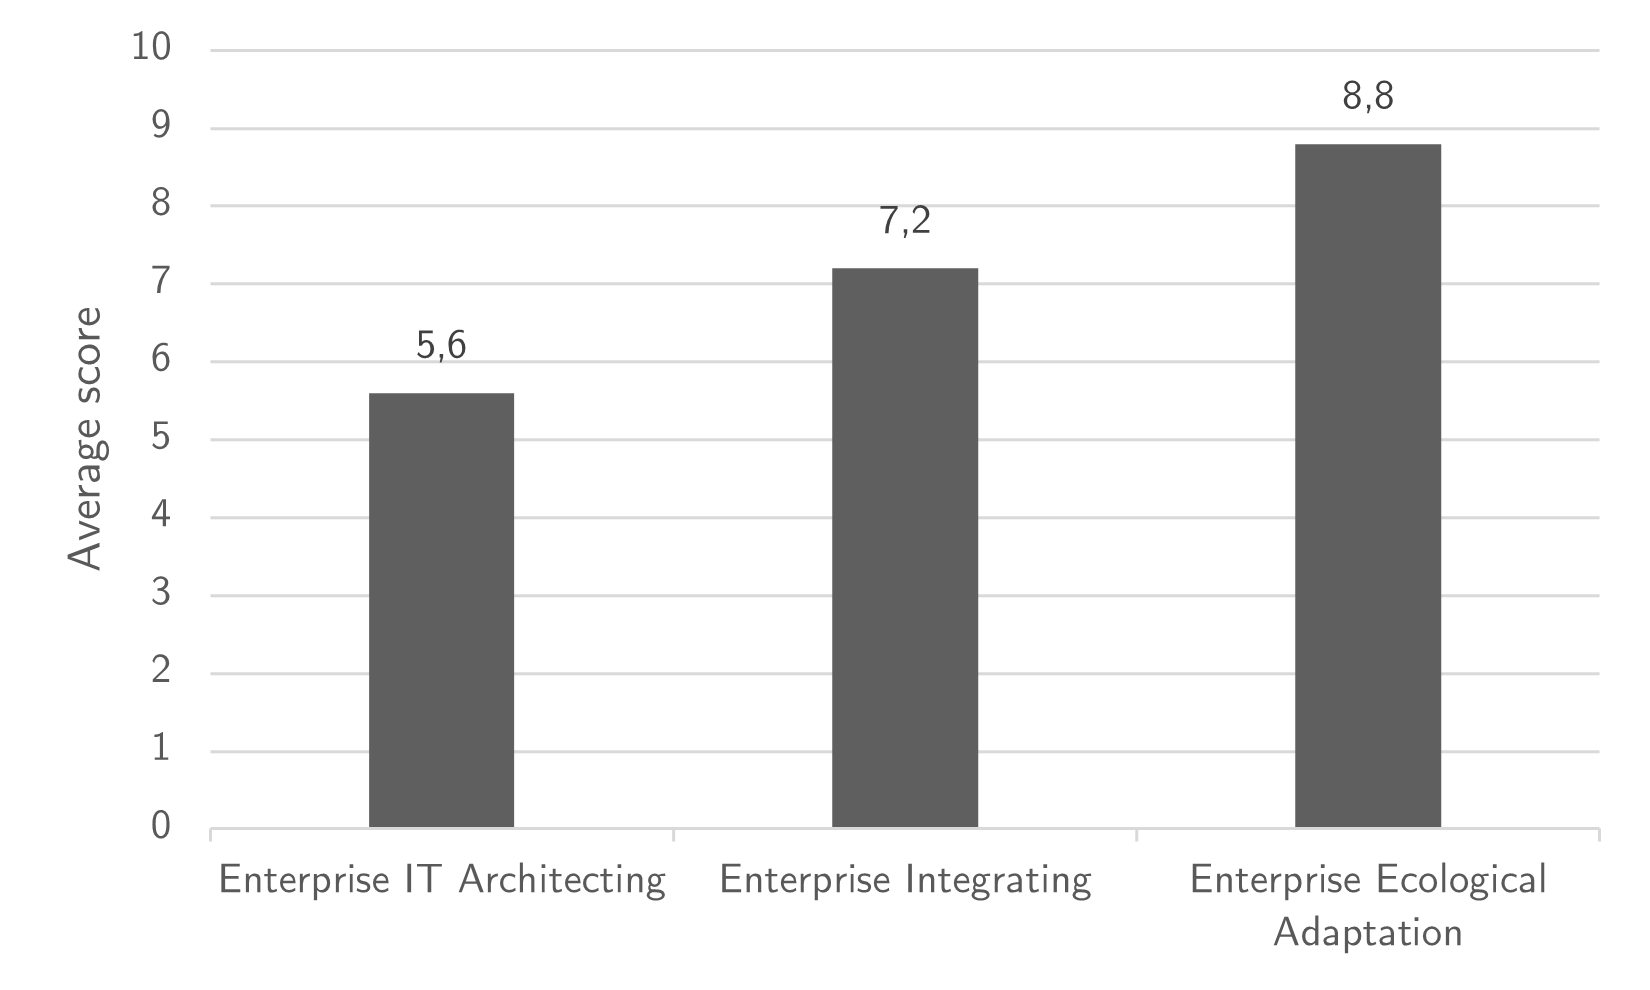 10
9
8
7
6
5
4
3
2
1
0
Average score
5,6
7,2
8,8
Enterprise IT Architecting
Enterprise Integrating
Enterprise Ecological
Adaptation